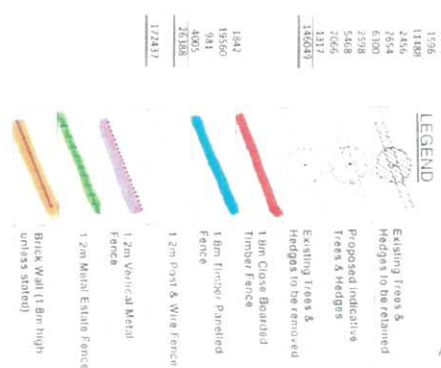 1596
11488
2456
2654
6300
2598
5468
2066
1317
146049
1842
19560
981
4005
26388
172437
LEGEND
Existing Trees &
Hedges to be retained
Proposed indicative
Trees & Hedges
Existing Trees &
Hedges to be removed
1.8m Close Boarded
Timber Fence
1.8m Timber Panelled
Fence
1.2m Post & Wire Fence
1.2m Vertical Metal
Fence
1.2m Metal Estate Fence
Brick Wall (1.8m high
unless stated)